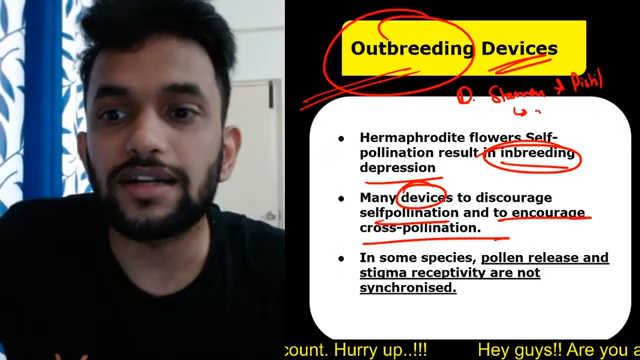 Outbreeding Devices
①. Stamen & Pistil
• Hermaphrodite flowers Self-
pollination result in inbreeding
depression
• Many devices to discourage
selfpollination and to encourage
cross-pollination.
• In some species, pollen release and
stigma receptivity are not
synchronised.
count. Hurry up..!!! Hey guys!! Are you a